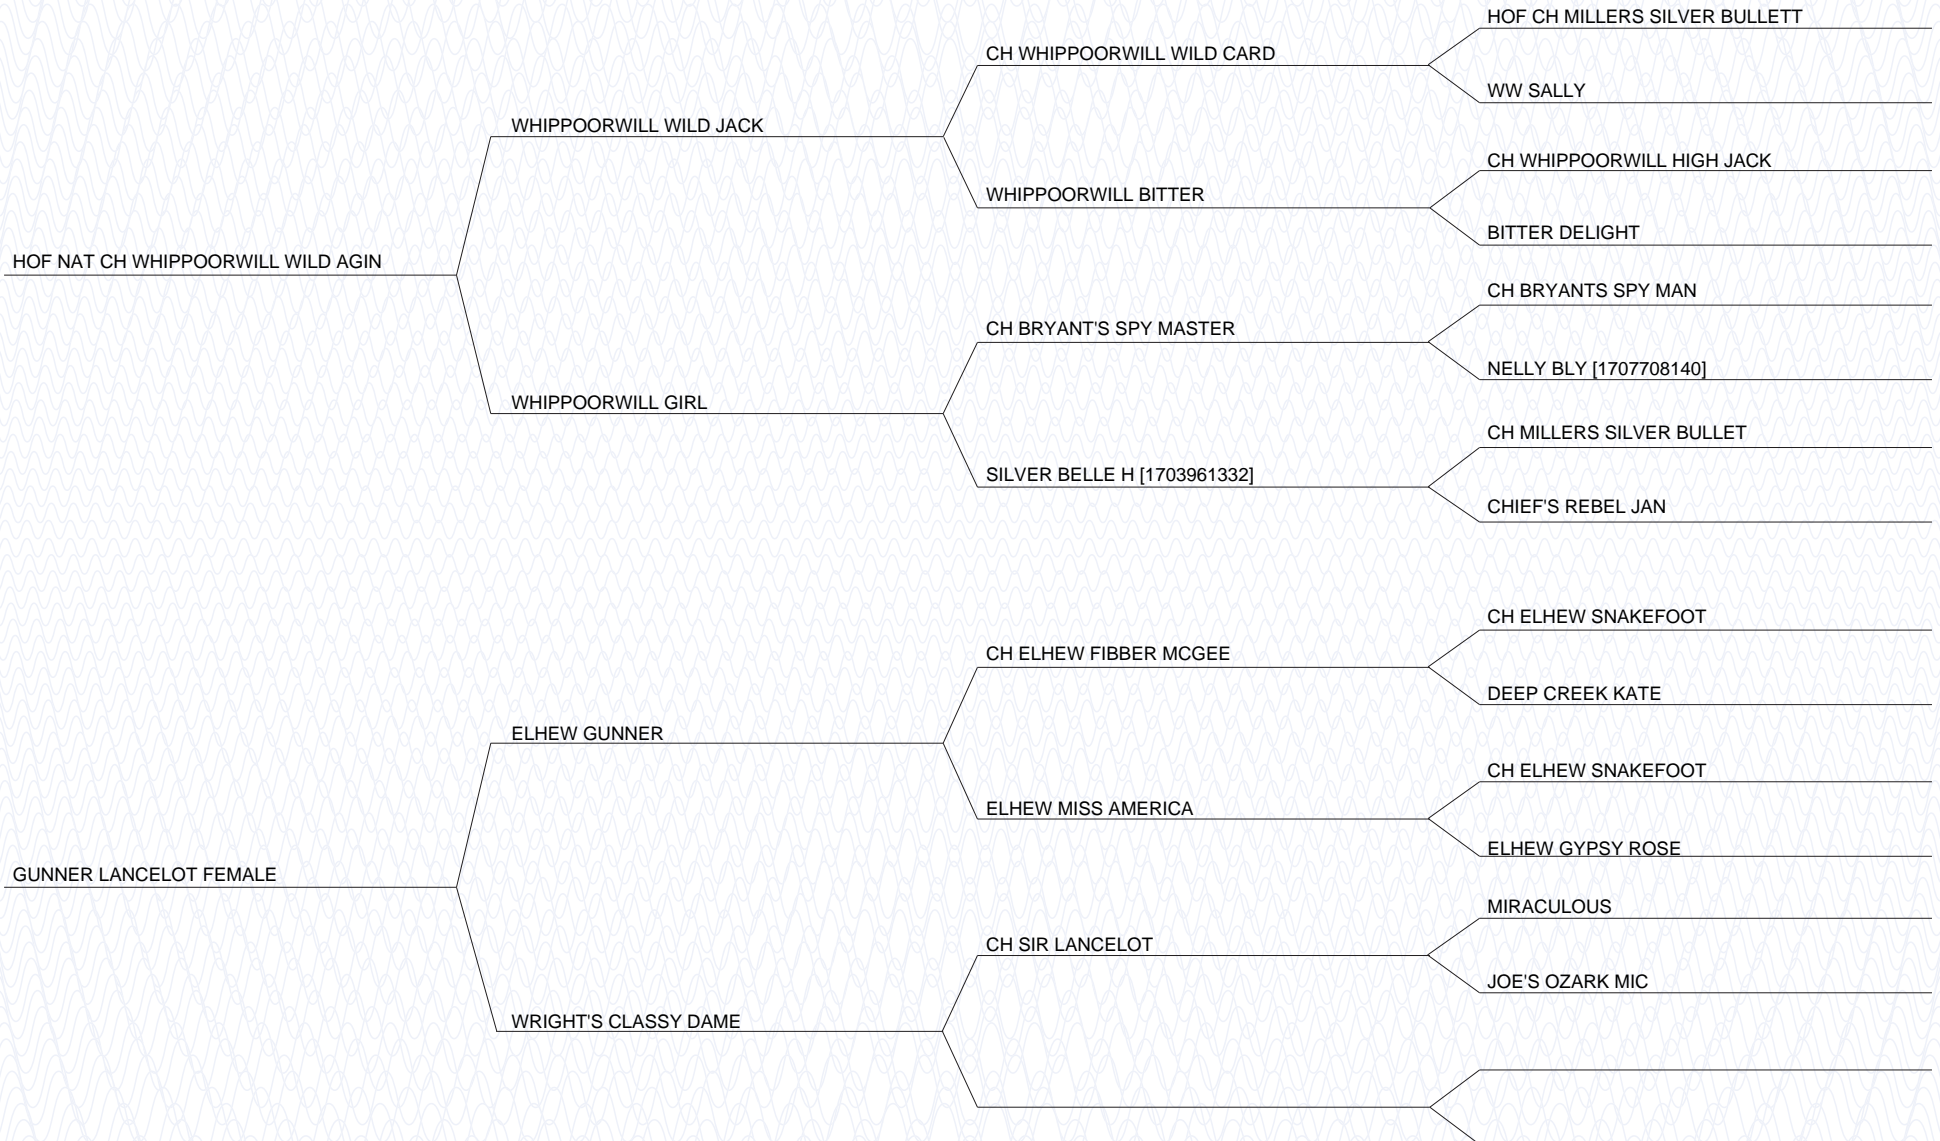 HOF CH MILLERS SILVER BULLETT
CH WHIPPOORWILL WILD CARD
WW SALLY
WHIPPOORWILL WILD JACK
CH WHIPPOORWILL HIGH JACK
WHIPPOORWILL BITTER
BITTER DELIGHT
HOF NAT CH WHIPPOORWILL WILD AGIN
CH BRYANTS SPY MAN
CH BRYANT'S SPY MASTER
NELLY BLY [1707708140]
WHIPPOORWILL GIRL
CH MILLERS SILVER BULLET
SILVER BELLE H [1703961332]
CHIEF'S REBEL JAN
CH ELHEW SNAKEFOOT
CH ELHEW FIBBER MCGEE
DEEP CREEK KATE
ELHEW GUNNER
CH ELHEW SNAKEFOOT
ELHEW MISS AMERICA
ELHEW GYPSY ROSE
GUNNER LANCELOT FEMALE
MIRACULOUS
CH SIR LANCELOT
JOE'S OZARK MIC
WRIGHT'S CLASSY DAME